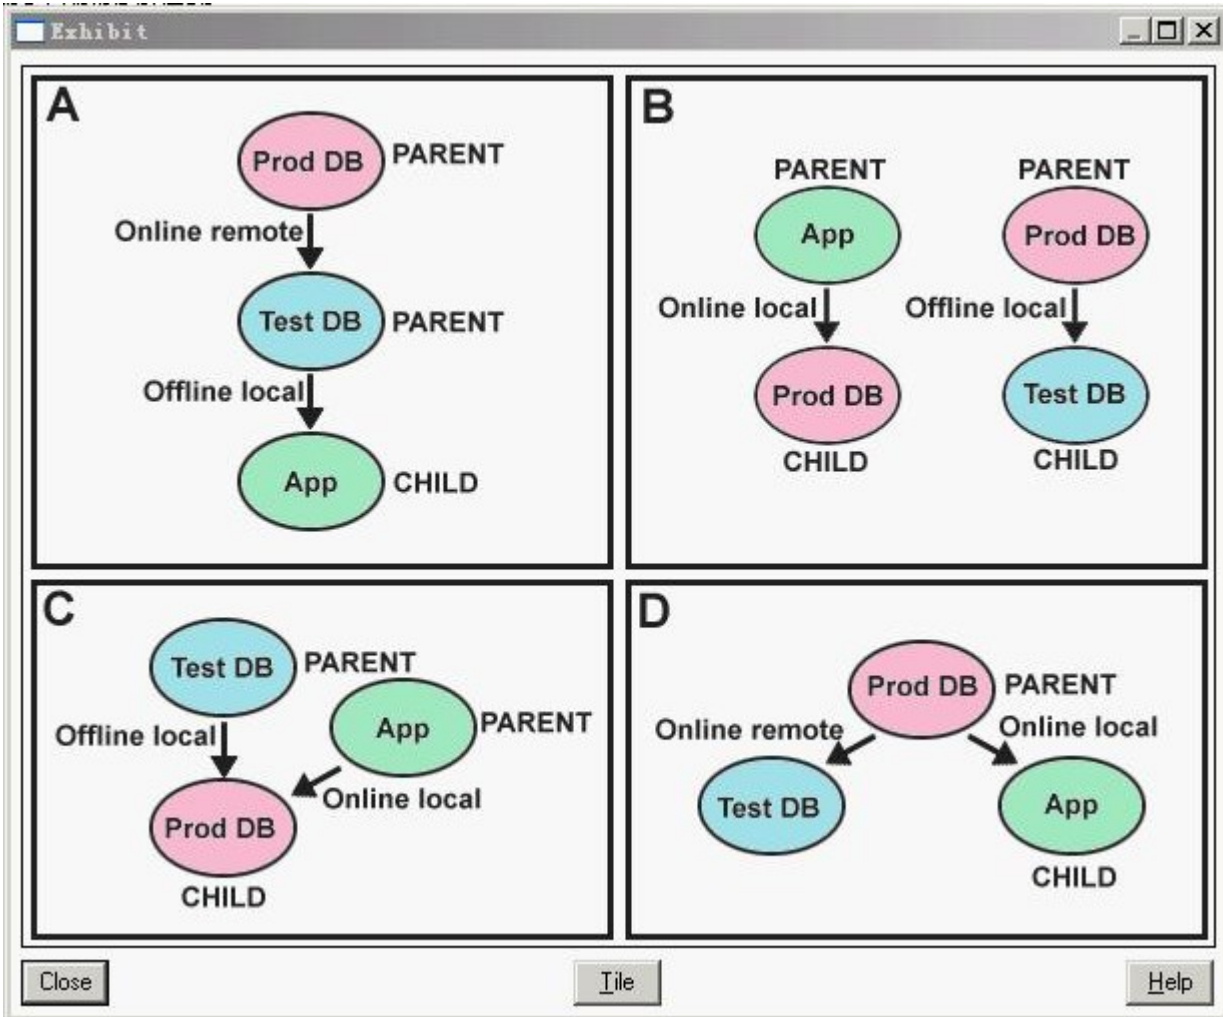 Exhibit
A
Prod DB PARENT
Online remote
Test DB PARENT
Offline local
App CHILD
B
PARENT PARENT
App Prod DB
Online local Offline local
Prod DB Test DB
CHILD CHILD
C
Test DB PARENT
App PARENT
Offline local
Online local
Prod DB
CHILD
D
Prod DB PARENT
Online remote Online local
Test DB App
CHILD
Close Tile Help